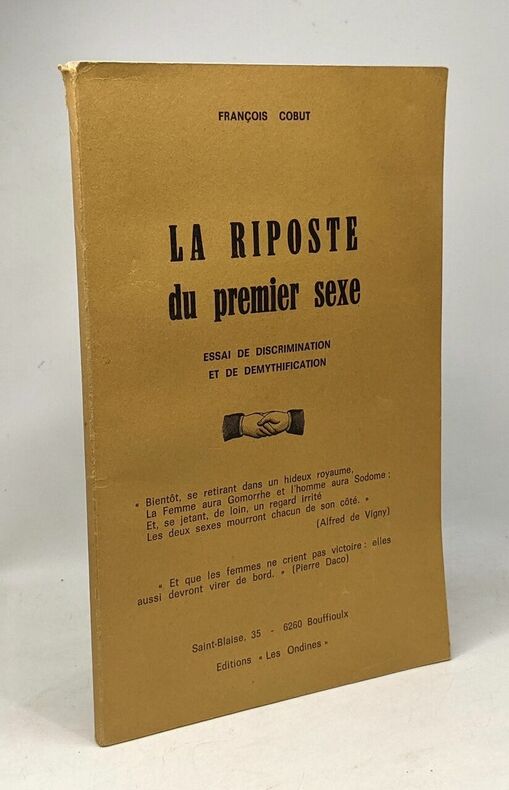 FRANÇOIS COBUT
LA RIPOSTE
du premier sexe
ESSAI DE DISCRIMINATION
ET DE DEMYTHIFICATION
« Bientôt, se retirant dans un hideux royaume,
La Femme aura Gomorrhe et l'homme aura Sodome ;
Et, se jetant, de loin, un regard irrité
Les deux sexes mourront chacun de son côté. »
(Alfred de Vigny)
« Et que les femmes ne crient pas victoire : elles
aussi devront virer de bord. » (Pierre Daco)
Saint-Blaise, 35 - 6260 Bouffioulx
Editions « Les Ondines »